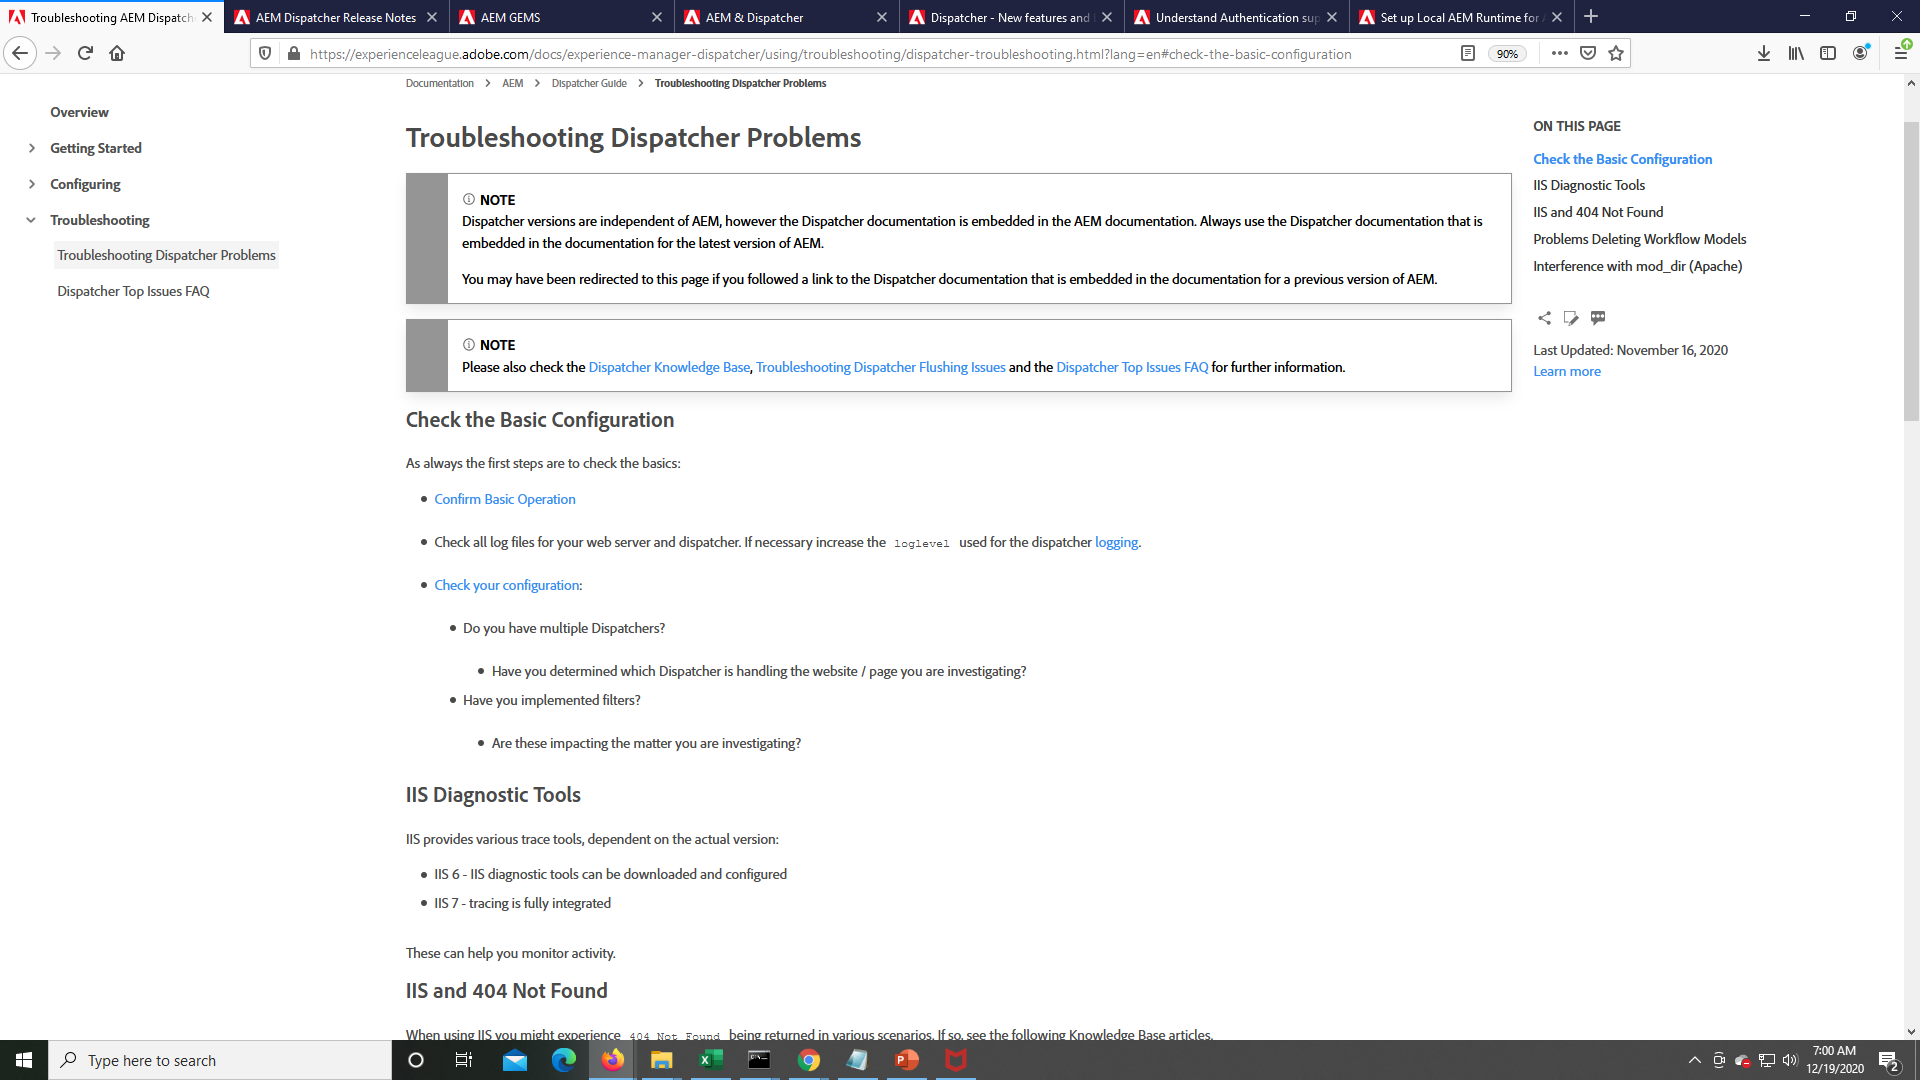 Troubleshooting AEM Dispatch
AEM Dispatcher Release Notes
AEM GEMS
AEM & Dispatcher
Dispatcher - New features and
Understand Authentication sup
Set up Local AEM Runtime for
https://experienceleague.adobe.com/docs/experience-manager-dispatcher/using/troubleshooting/dispatcher-troubleshooting.html?lang=en#check-the-basic-configuration
90%
Documentation > AEM > Dispatcher Guide > Troubleshooting Dispatcher Problems
Overview
Getting Started
Configuring
Troubleshooting
Troubleshooting Dispatcher Problems
Dispatcher Top Issues FAQ
Troubleshooting Dispatcher Problems
NOTE
Dispatcher versions are independent of AEM, however the Dispatcher documentation is embedded in the AEM documentation. Always use the Dispatcher documentation that is
embedded in the documentation for the latest version of AEM.
You may have been redirected to this page if you followed a link to the Dispatcher documentation that is embedded in the documentation for a previous version of AEM.
NOTE
Please also check the Dispatcher Knowledge Base, Troubleshooting Dispatcher Flushing Issues and the Dispatcher Top Issues FAQ for further information.
Check the Basic Configuration
As always the first steps are to check the basics:
• Confirm Basic Operation
• Check all log files for your web server and dispatcher. If necessary increase the loglevel used for the dispatcher logging.
• Check your configuration:
• Do you have multiple Dispatchers?
• Have you determined which Dispatcher is handling the website / page you are investigating?
• Have you implemented filters?
• Are these impacting the matter you are investigating?
IIS Diagnostic Tools
IIS provides various trace tools, dependent on the actual version:
• IIS 6 - IIS diagnostic tools can be downloaded and configured
• IIS 7 - tracing is fully integrated
These can help you monitor activity.
IIS and 404 Not Found
When using IIS you might experience 404 Not Found being returned in various scenarios. If so, see the following Knowledge Base articles.
ON THIS PAGE
Check the Basic Configuration
IIS Diagnostic Tools
IIS and 404 Not Found
Problems Deleting Workflow Models
Interference with mod_dir (Apache)
Last Updated: November 16, 2020
Learn more
Type here to search
7:00 AM
12/19/2020
2